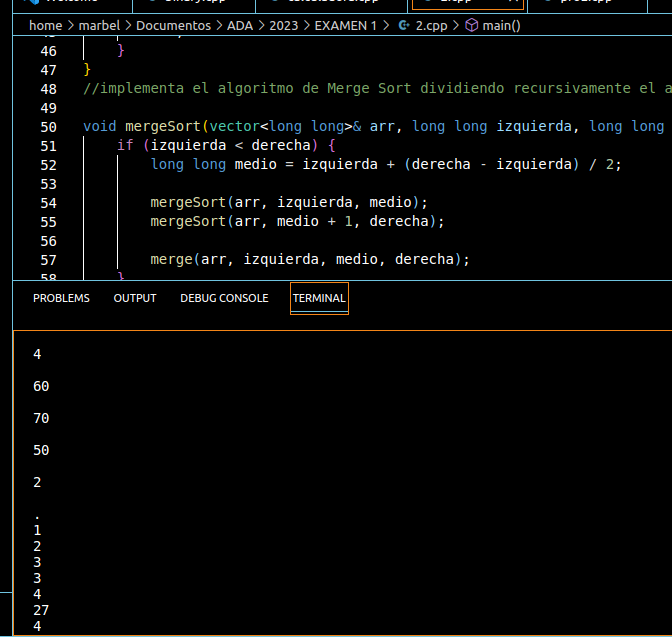 home > marbel > Documentos > ADA > 2023 > EXAMEN 1 > 2.cpp > main()
46 }
47 }
48 //implementa el algoritmo de Merge Sort dividiendo recursivamente el a
49
50 void mergeSort(vector<long long>& arr, long long izquierda, long long
51 if (izquierda < derecha) {
52 long long medio = izquierda + (derecha - izquierda) / 2;
53
54 mergeSort(arr, izquierda, medio);
55 mergeSort(arr, medio + 1, derecha);
56
57 merge(arr, izquierda, medio, derecha);
58 }
PROBLEMS OUTPUT DEBUG CONSOLE TERMINAL
4
60
70
50
2
.
1
2
3
3
4
27
4